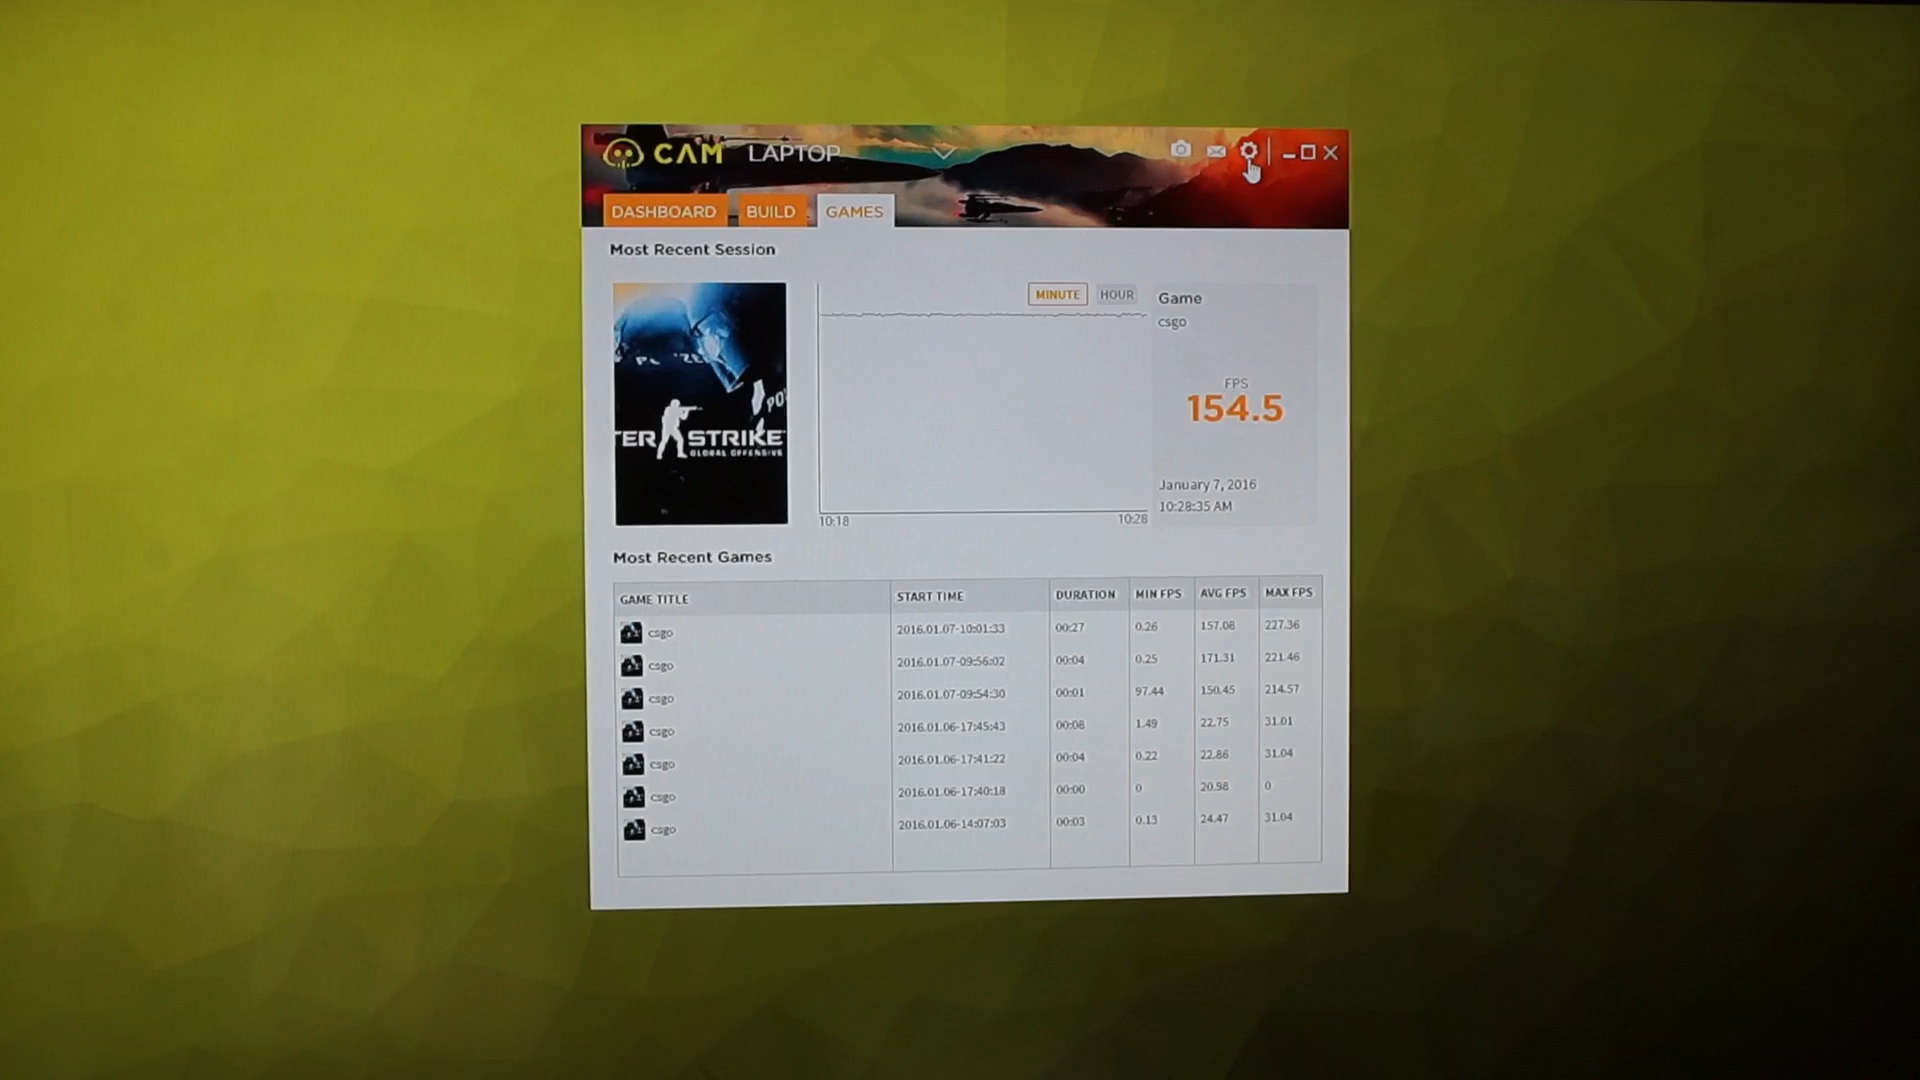 CAM LAPTOP
DASHBOARD BUILD GAMES
Most Recent Session
MINUTE HOUR
Game
csgo
TER STRIKE
GLOBAL OFFENSIVE
FPS
154.5
January 7, 2016
10:28:35 AM
10:18 10:28
Most Recent Games
GAME TITLE START TIME DURATION MIN FPS AVG FPS MAX FPS
csgo 2016.01.07-10:01:33 00:27 0.26 157.08 227.36
csgo 2016.01.07-09:56:02 00:04 0.25 171.31 221.46
csgo 2016.01.07-09:54:30 00:01 97.44 150.45 214.57
csgo 2016.01.06-17:45:43 00:08 1.49 22.75 31.01
csgo 2016.01.06-17:41:22 00:04 0.22 22.86 31.04
csgo 2016.01.06-17:40:18 00:00 0 20.98 0
csgo 2016.01.06-14:07:03 00:03 0.13 24.47 31.04